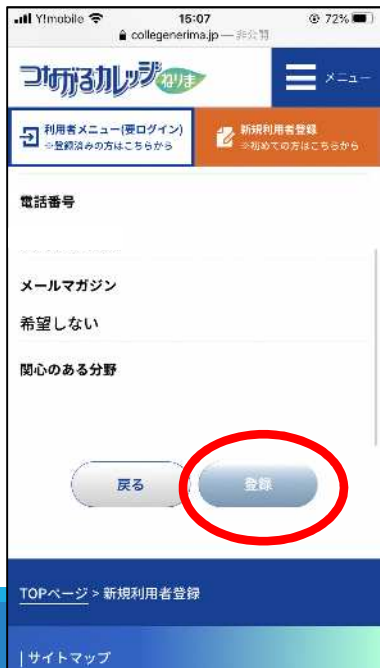 Y!mobile 15:07 72%
collegenerima.jp — 非公開
つながるカレッジねりま
メニュー
利用者メニュー(要ログイン)
※登録済みの方はこちらから
新規利用者登録
※初めての方はこちらから
電話番号
メールマガジン
希望しない
関心のある分野
戻る
登録
TOPページ > 新規利用者登録
| サイトマップ